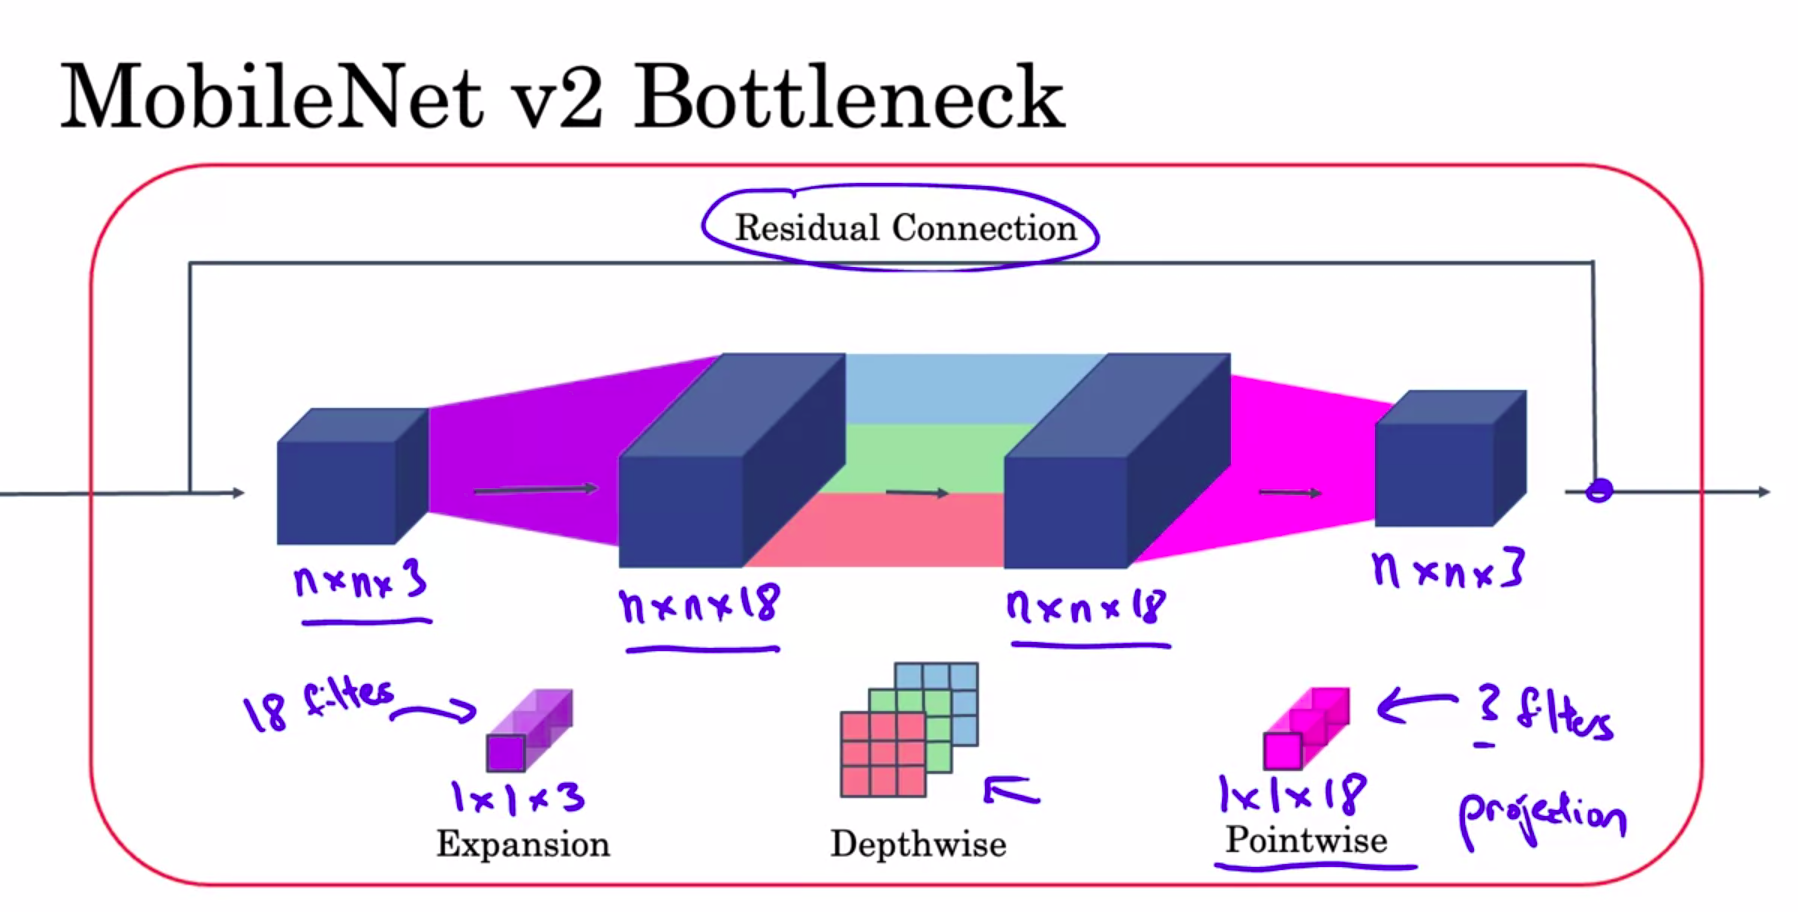 MobileNet v2 Bottleneck
Residual Connection
n×n×3
n×n×18
n×n×18
n×n×3
18 filtes
3 filters
1×1×3
1×1×18
projection
Expansion
Depthwise
Pointwise